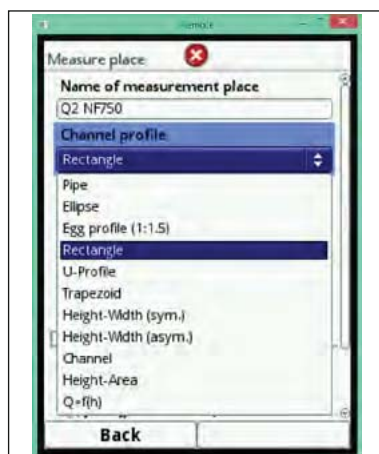 Remote
Measure place
Name of measurement place
Q2 NF750
Channel profile
Rectangle
Pipe
Ellipse
Egg profile (1:1.5)
Rectangle
U-Profile
Trapezoid
Height-Width (sym.)
Height-Width (asym.)
Channel
Height-Area
Q=f(h)
Back